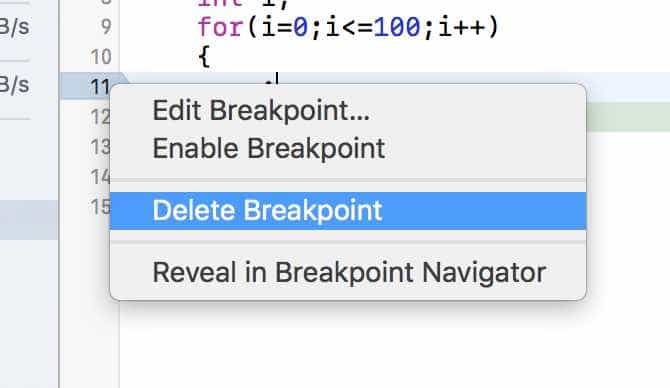 int i;
B/s
9 for(i=0;i<=100;i++)
10 {
B/s
11
Edit Breakpoint...
12
Enable Breakpoint
13
14
Delete Breakpoint
15
Reveal in Breakpoint Navigator